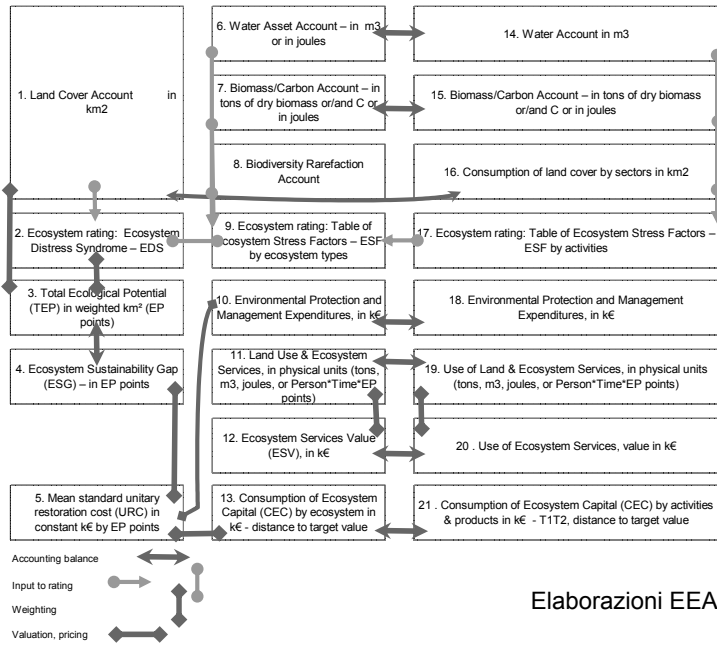 1. Land Cover Account in
km2
2. Ecosystem rating: Ecosystem
Distress Syndrome – EDS
3. Total Ecological Potential
(TEP) in weighted km² (EP
points)
4. Ecosystem Sustainability Gap
(ESG) – in EP points
5. Mean standard unitary
restoration cost (URC) in
constant k€ by EP points
6. Water Asset Account – in m3
or in joules
7. Biomass/Carbon Account – in
tons of dry biomass or/and C or
in joules
8. Biodiversity Rarefaction
Account
9. Ecosystem rating: Table of
Ecosystem Stress Factors – ESF
by ecosystem types
10. Environmental Protection and
Management Expenditures, in k€
11. Land Use & Ecosystem
Services, in physical units (tons,
m3, joules, or Person*Time*EP
points)
12. Ecosystem Services Value
(ESV), in k€
13. Consumption of Ecosystem
Capital (CEC) by ecosystem in
k€ - distance to target value
14. Water Account in m3
15. Biomass/Carbon Account – in tons of dry biomass
or/and C or in joules
16. Consumption of land cover by sectors in km2
17. Ecosystem rating: Table of Ecosystem Stress Factors –
ESF by activities
18. Environmental Protection and Management
Expenditures, in k€
19. Use of Land & Ecosystem Services, in physical units
(tons, m3, joules, or Person*Time*EP points)
20 . Use of Ecosystem Services, value in k€
21 . Consumption of Ecosystem Capital (CEC) by activities
& products in k€ - T1T2, distance to target value
Accounting balance
Input to rating
Weighting
Valuation, pricing
Elaborazioni EEA